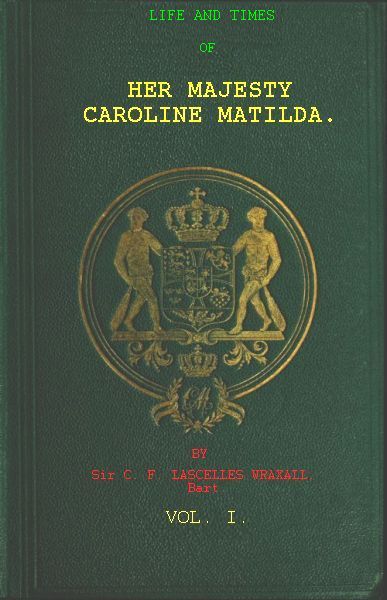 LIFE AND TIMES
OF
HER MAJESTY
CAROLINE MATILDA.
BY
Sir C. F. LASCELLES WRAXALL,
Bart.
VOL. I.